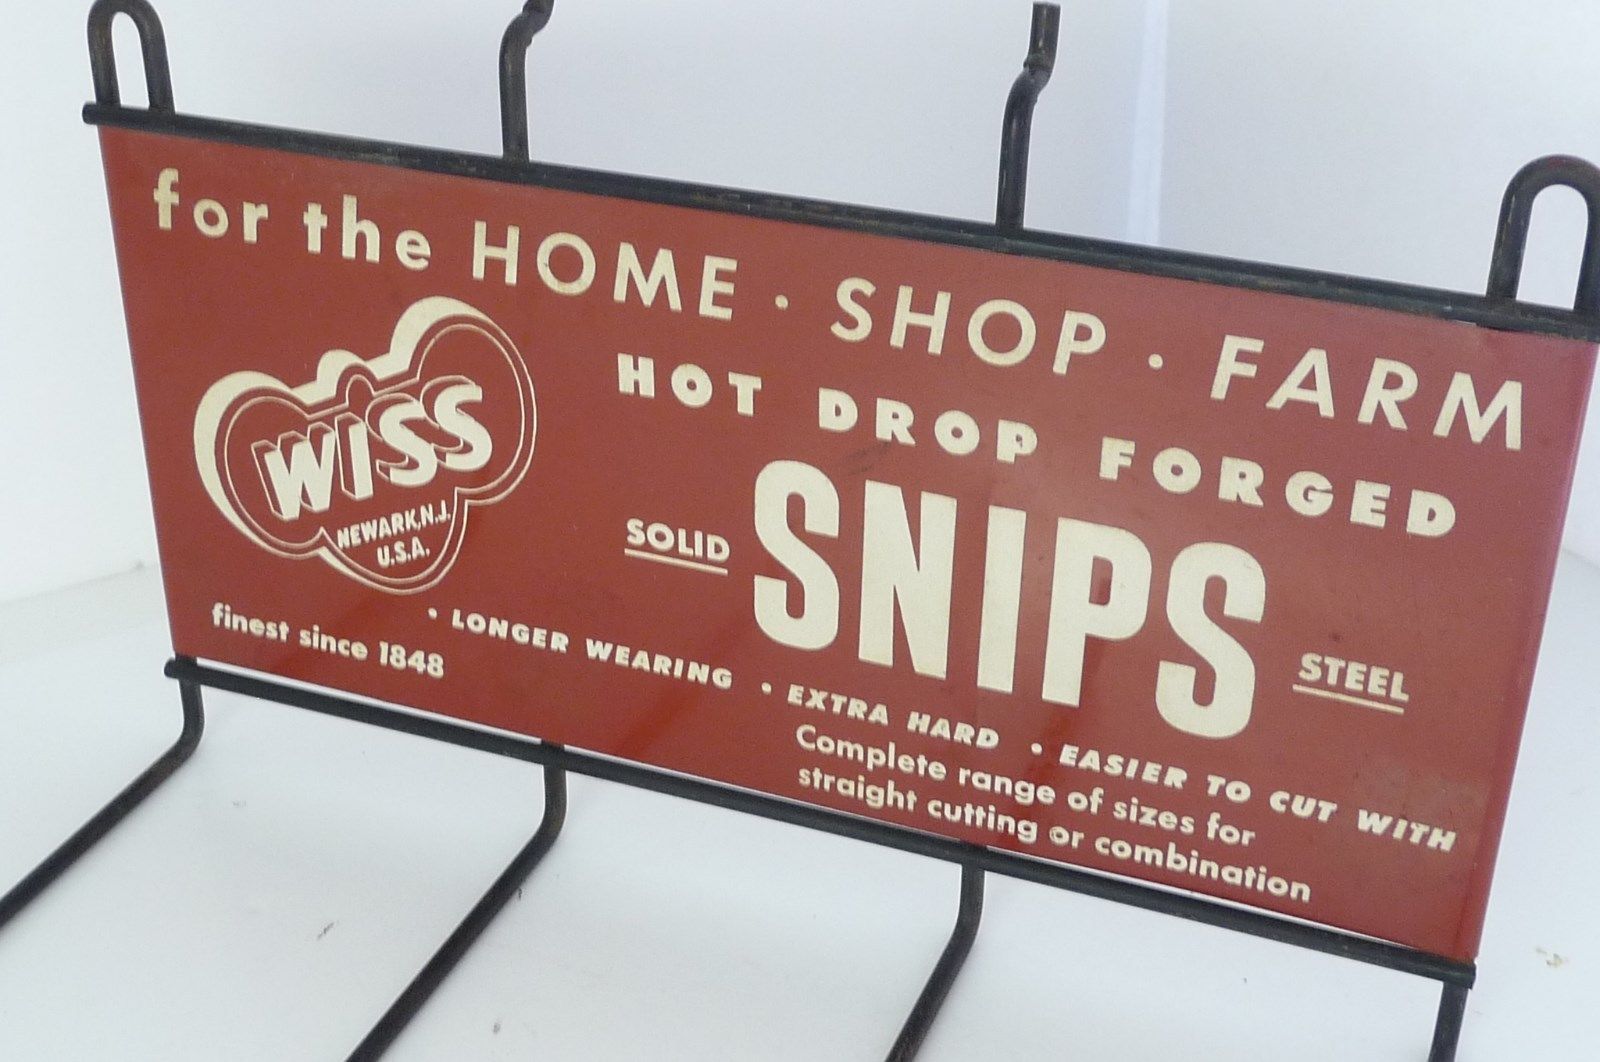 for the HOME · SHOP · FARM
WISS
NEWARK, N.J.
U.S.A.
finest since 1848
HOT DROP FORGED
SOLID SNIPS STEEL
• LONGER WEARING • EXTRA HARD • EASIER TO CUT WITH
Complete range of sizes for
straight cutting or combination